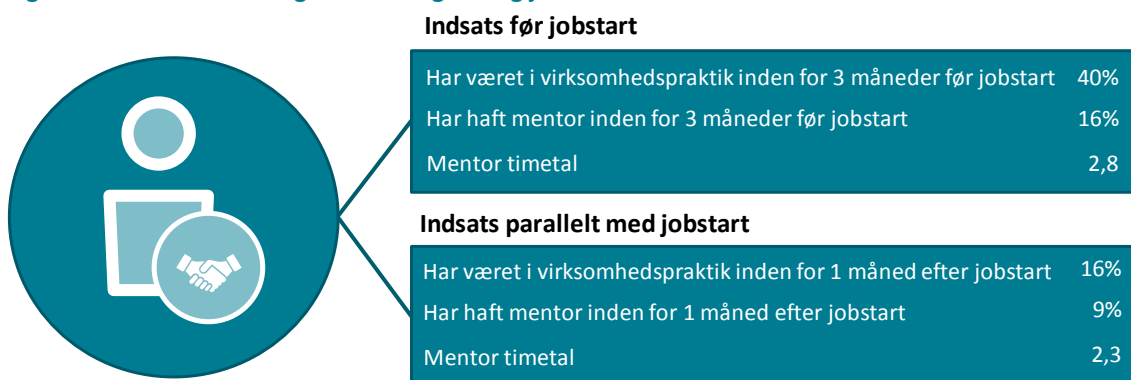 Indsats før jobstart
Har været i virksomhedspraktik inden for 3 måneder før jobstart 40%
Har haft mentor inden for 3 måneder før jobstart 16%
Mentor timetal 2,8
Indsats parallelt med jobstart
Har været i virksomhedspraktik inden for 1 måned efter jobstart 16%
Har haft mentor inden for 1 måned efter jobstart 9%
Mentor timetal 2,3